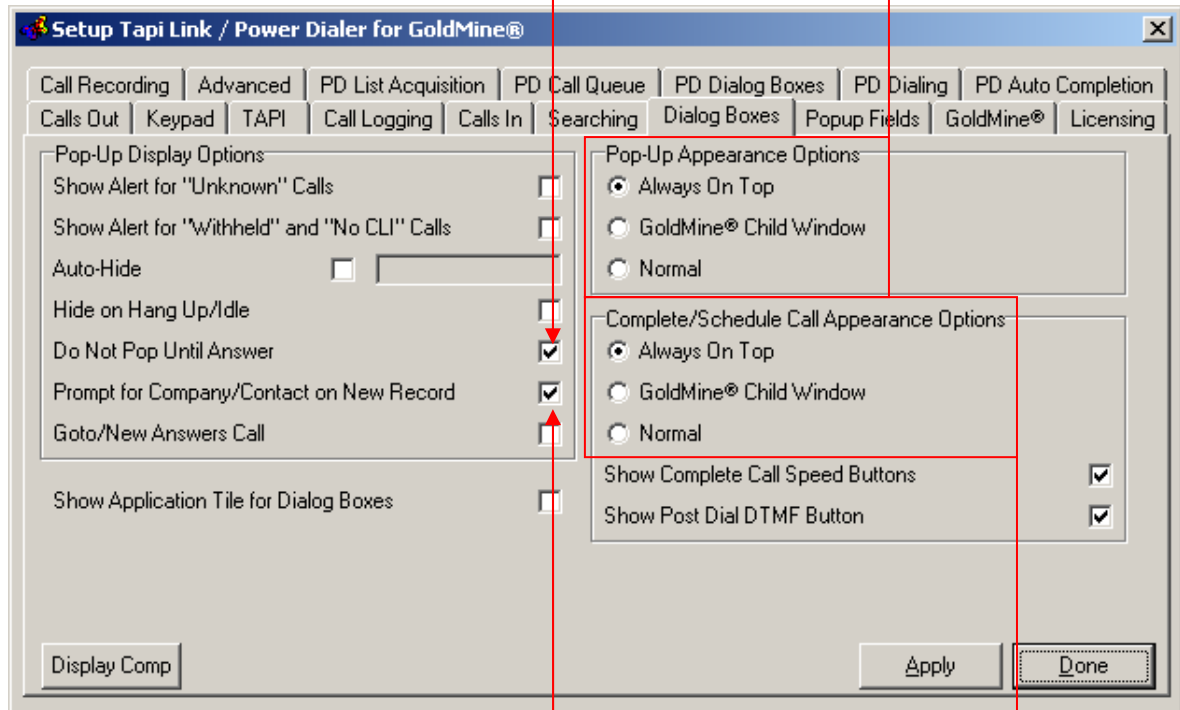 Setup Tapi Link / Power Dialer for GoldMine®
Call Recording Advanced PD List Acquisition PD Call Queue PD Dialog Boxes PD Dialing PD Auto Completion
Calls Out Keypad TAPI Call Logging Calls In Searching Dialog Boxes Popup Fields GoldMine® Licensing
Pop-Up Display Options
Show Alert for "Unknown" Calls
Show Alert for "Withheld" and "No CLI" Calls
Auto-Hide
Hide on Hang Up/Idle
Do Not Pop Until Answer
Prompt for Company/Contact on New Record
Goto/New Answers Call
Show Application Tile for Dialog Boxes
Pop-Up Appearance Options
Always On Top
GoldMine® Child Window
Normal
Complete/Schedule Call Appearance Options
Always On Top
GoldMine® Child Window
Normal
Show Complete Call Speed Buttons
Show Post Dial DTMF Button
Display Comp
Apply
Done